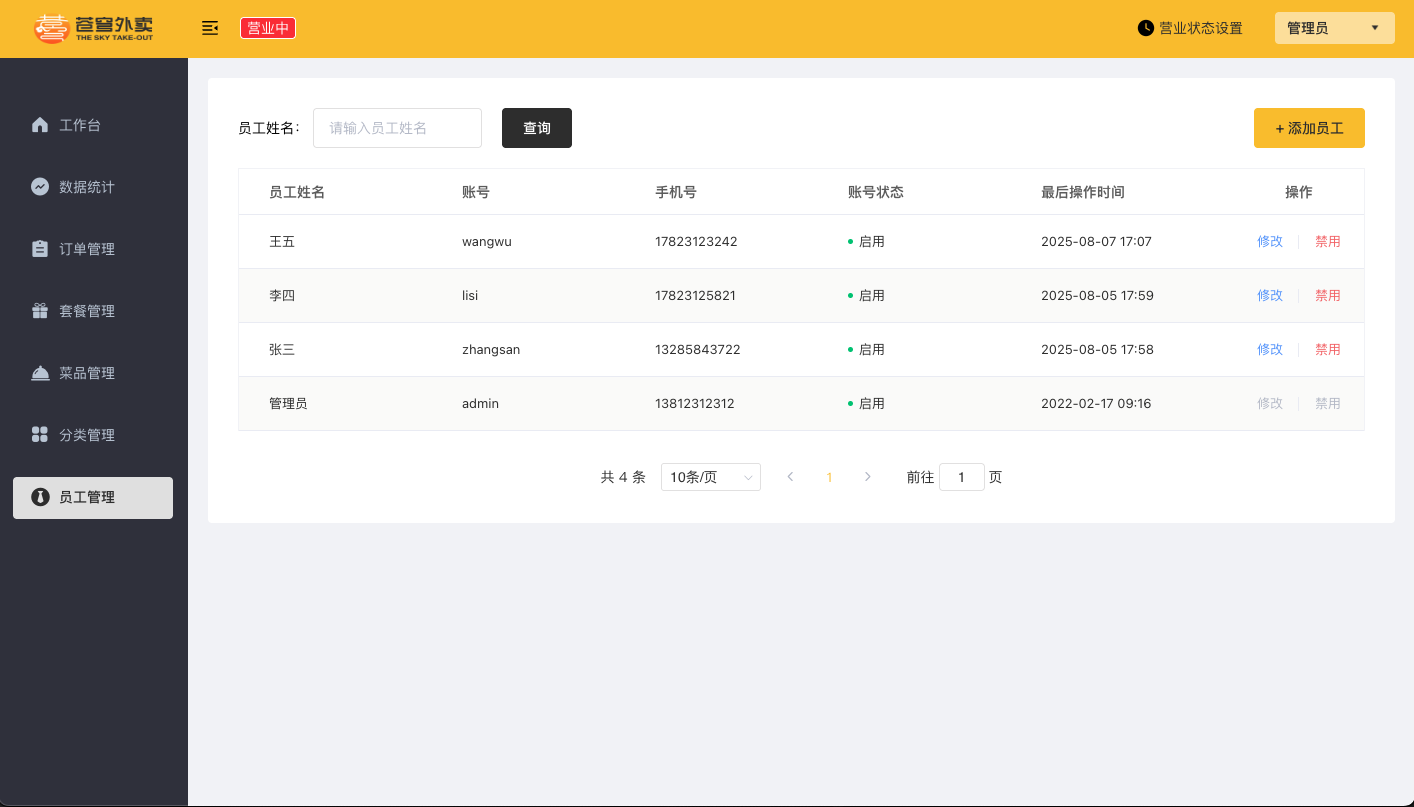 苍穹外卖
THE SKY TAKE-OUT
营业中
营业状态设置
管理员
工作台
数据统计
订单管理
套餐管理
菜品管理
分类管理
员工管理
员工姓名: 请输入员工姓名 查询 + 添加员工
员工姓名 账号 手机号 账号状态 最后操作时间 操作
王五 wangwu 17823123242 启用 2025-08-07 17:07 修改 禁用
李四 lisi 17823125821 启用 2025-08-05 17:59 修改 禁用
张三 zhangsan 13285843722 启用 2025-08-05 17:58 修改 禁用
管理员 admin 13812312312 启用 2022-02-17 09:16 修改 禁用
共 4 条 10条/页 1 前往 1 页